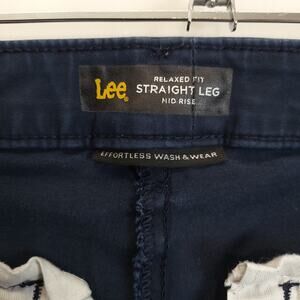 Lee®
RELAXED FIT
STRAIGHT LEG
MID RISE
EFFORTLESS WASH & WEAR